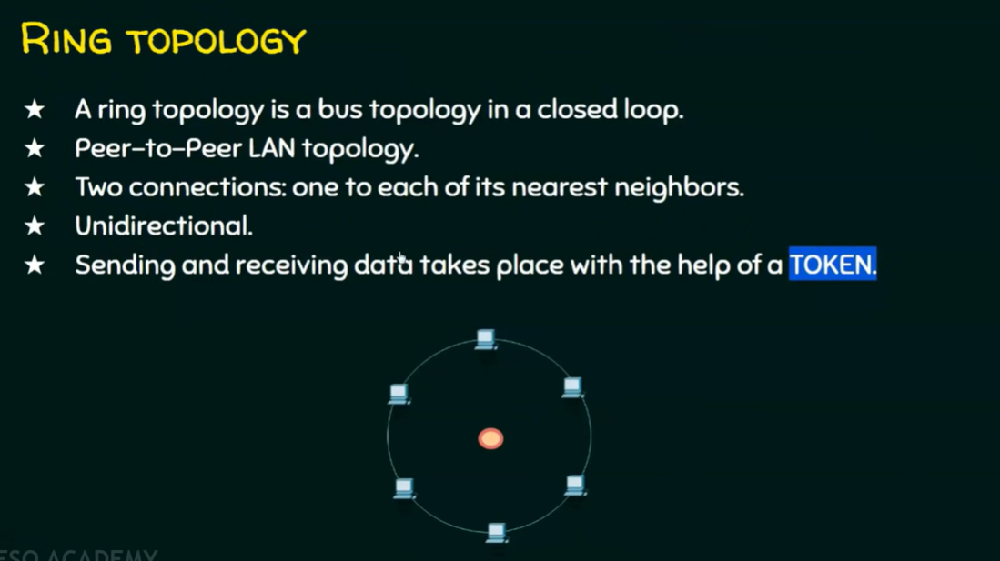 RING TOPOLOGY
★ A ring topology is a bus topology in a closed loop.
★ Peer-to-Peer LAN topology.
★ Two connections: one to each of its nearest neighbors.
★ Unidirectional.
★ Sending and receiving data takes place with the help of a TOKEN.
ESO ACADEMY